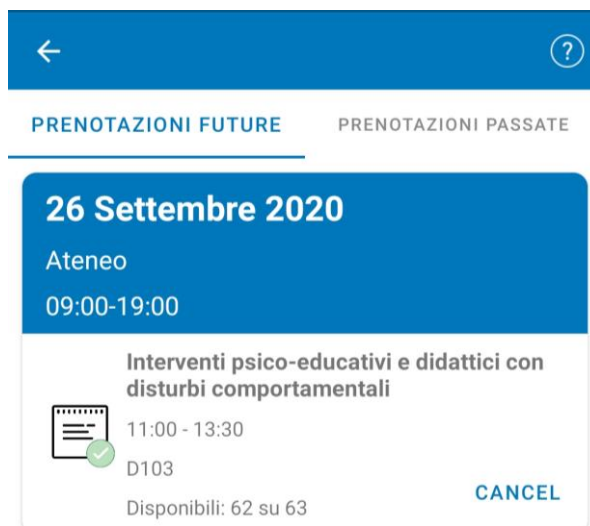 PRENOTAZIONI FUTURE
PRENOTAZIONI PASSATE
26 Settembre 2020
Ateneo
09:00-19:00
Interventi psico-educativi e didattici con
disturbi comportamentali
11:00 - 13:30
D103
Disponibili: 62 su 63
CANCEL